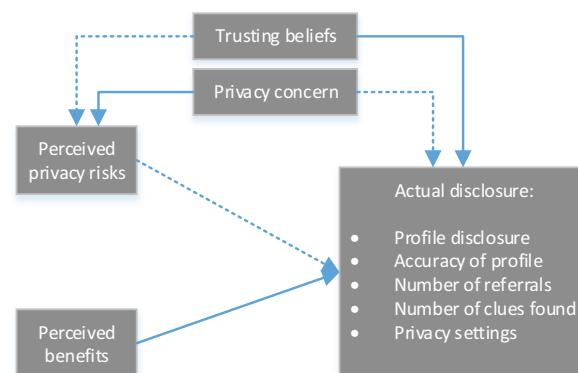 Trusting beliefs
Privacy concern
Perceived
privacy risks
Actual disclosure:
• Profile disclosure
• Accuracy of profile
• Number of referrals
• Number of clues found
• Privacy settings
Perceived
benefits